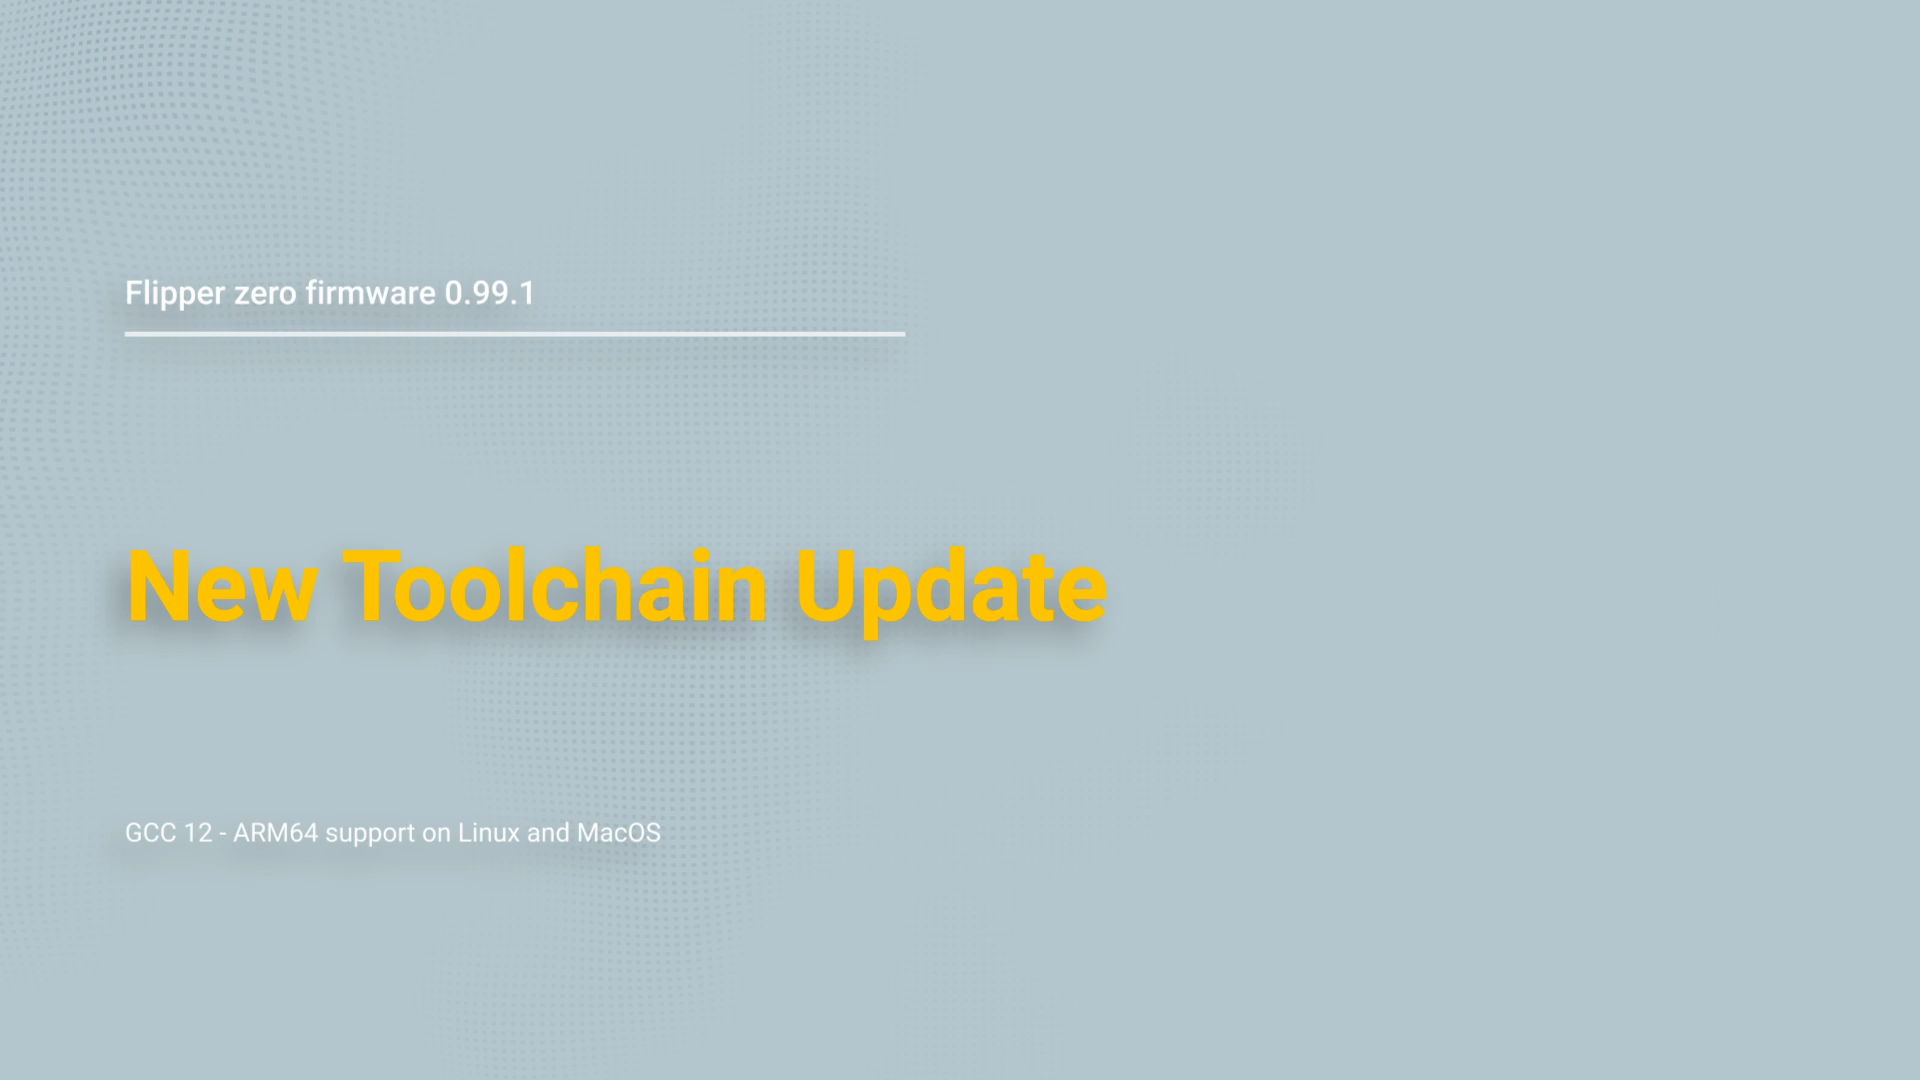 Flipper zero firmware 0.99.1
New Toolchain Update
GCC 12 - ARM64 support on Linux and MacOS